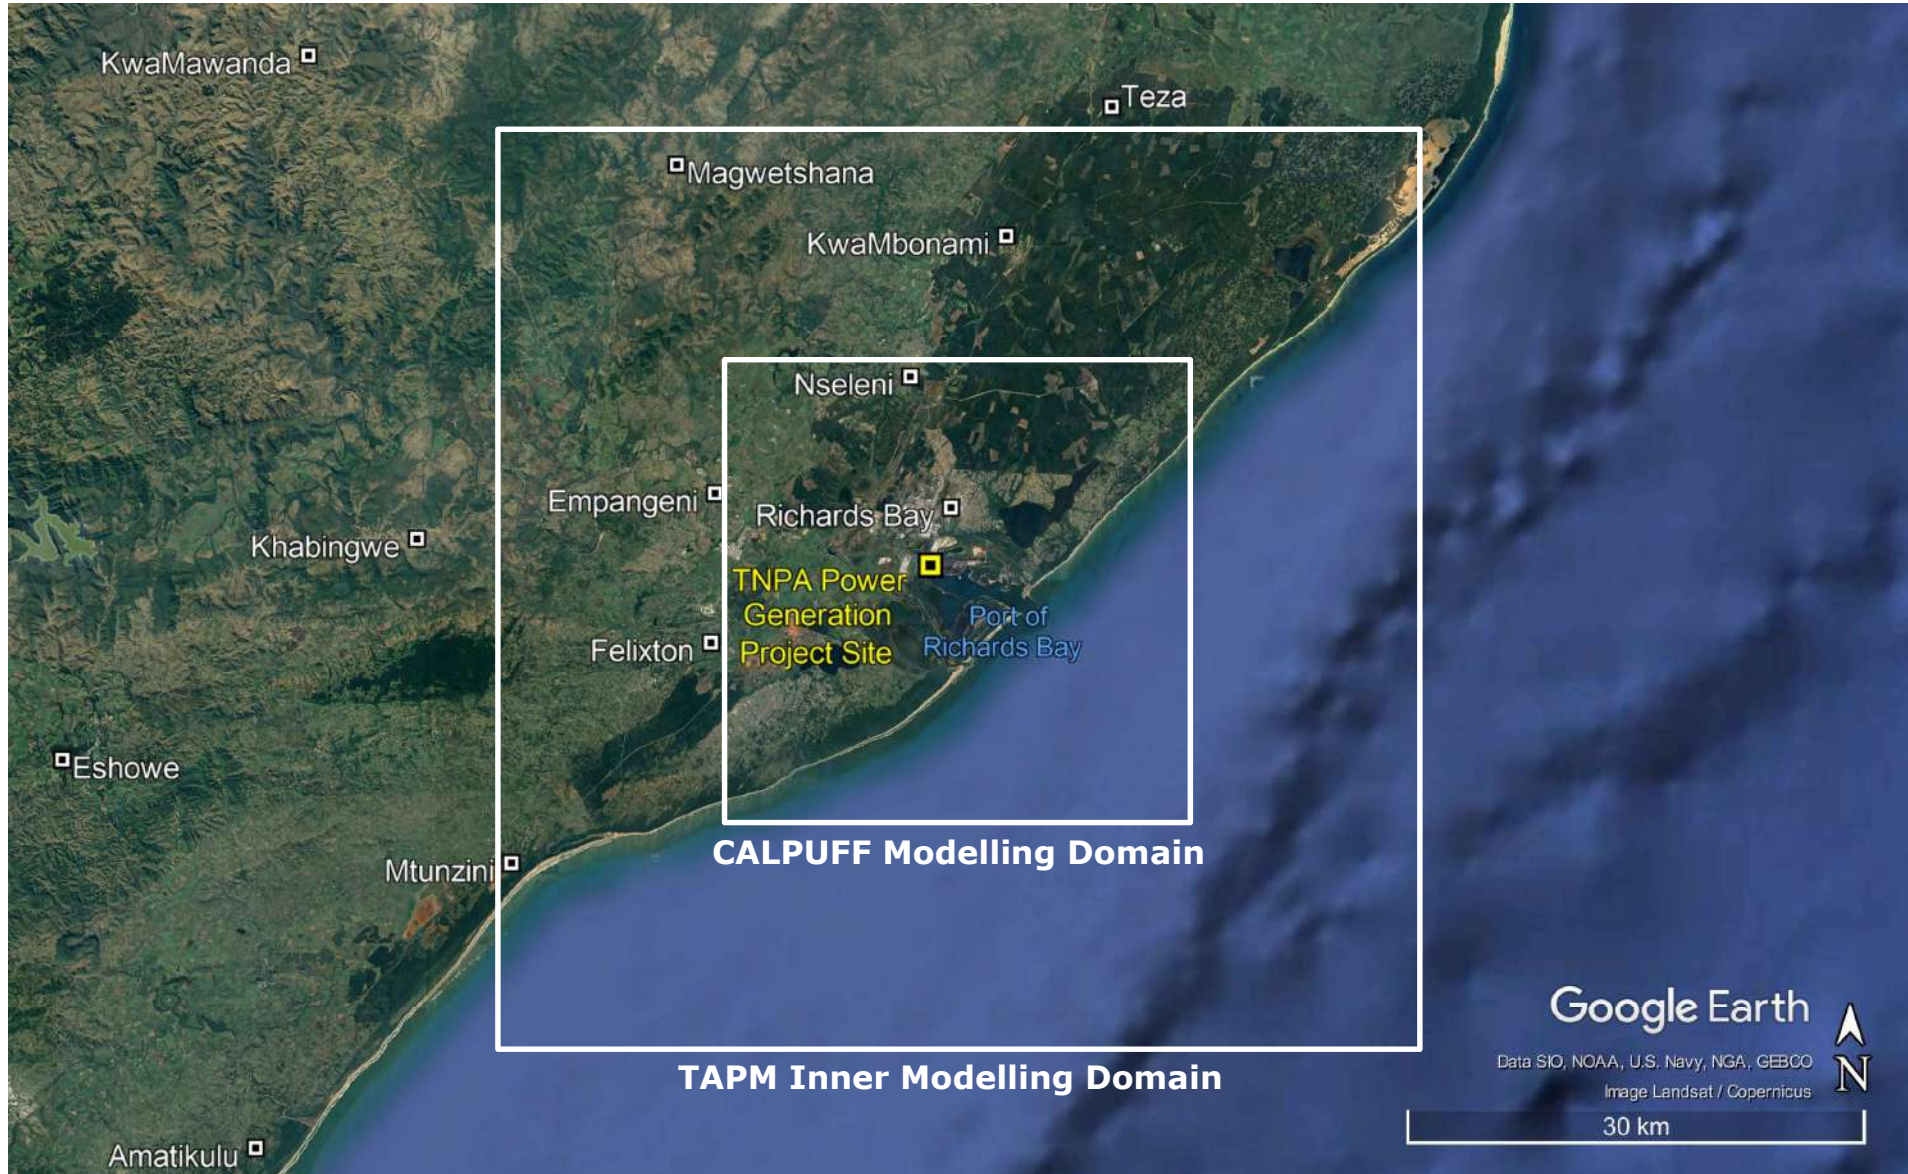 KwaMawanda
Teza
Magwetshana
KwaMbonami
Nseleni
Empangeni
Richards Bay
Khabingwe
TNPA Power
Generation
Project Site
Port of
Richards Bay
Felixton
Eshowe
CALPUFF Modelling Domain
Mtunzini
Google Earth
N
Data SIO, NOAA, U.S. Navy, NGA, GEBCO
Image Landsat / Copernicus
TAPM Inner Modelling Domain
30 km
Amatikulu